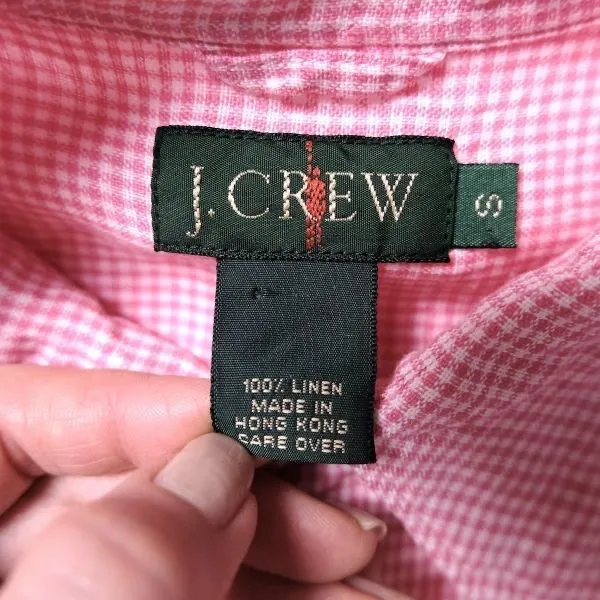 J. CREW
S
100% LINEN
MADE IN
HONG KONG
CARE OVER